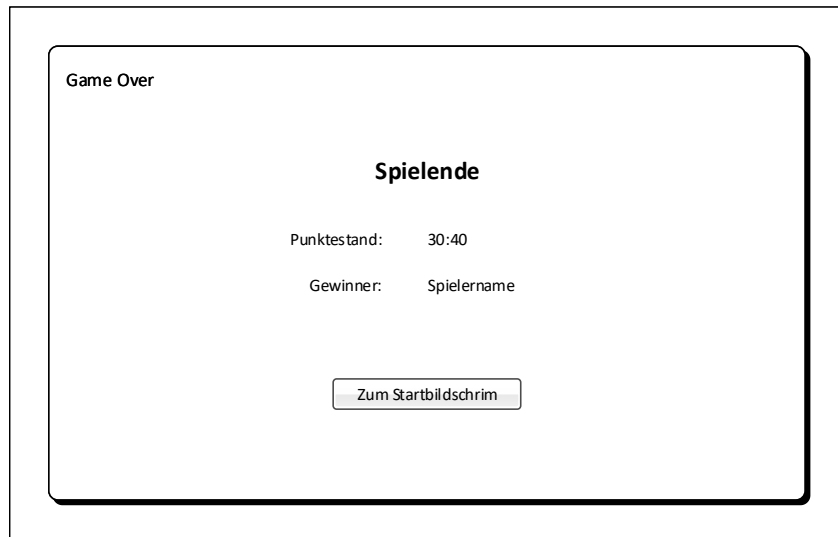 Game Over
Spielende
Punktestand: 30:40
Gewinner: Spielername
Zum Startbildschrim